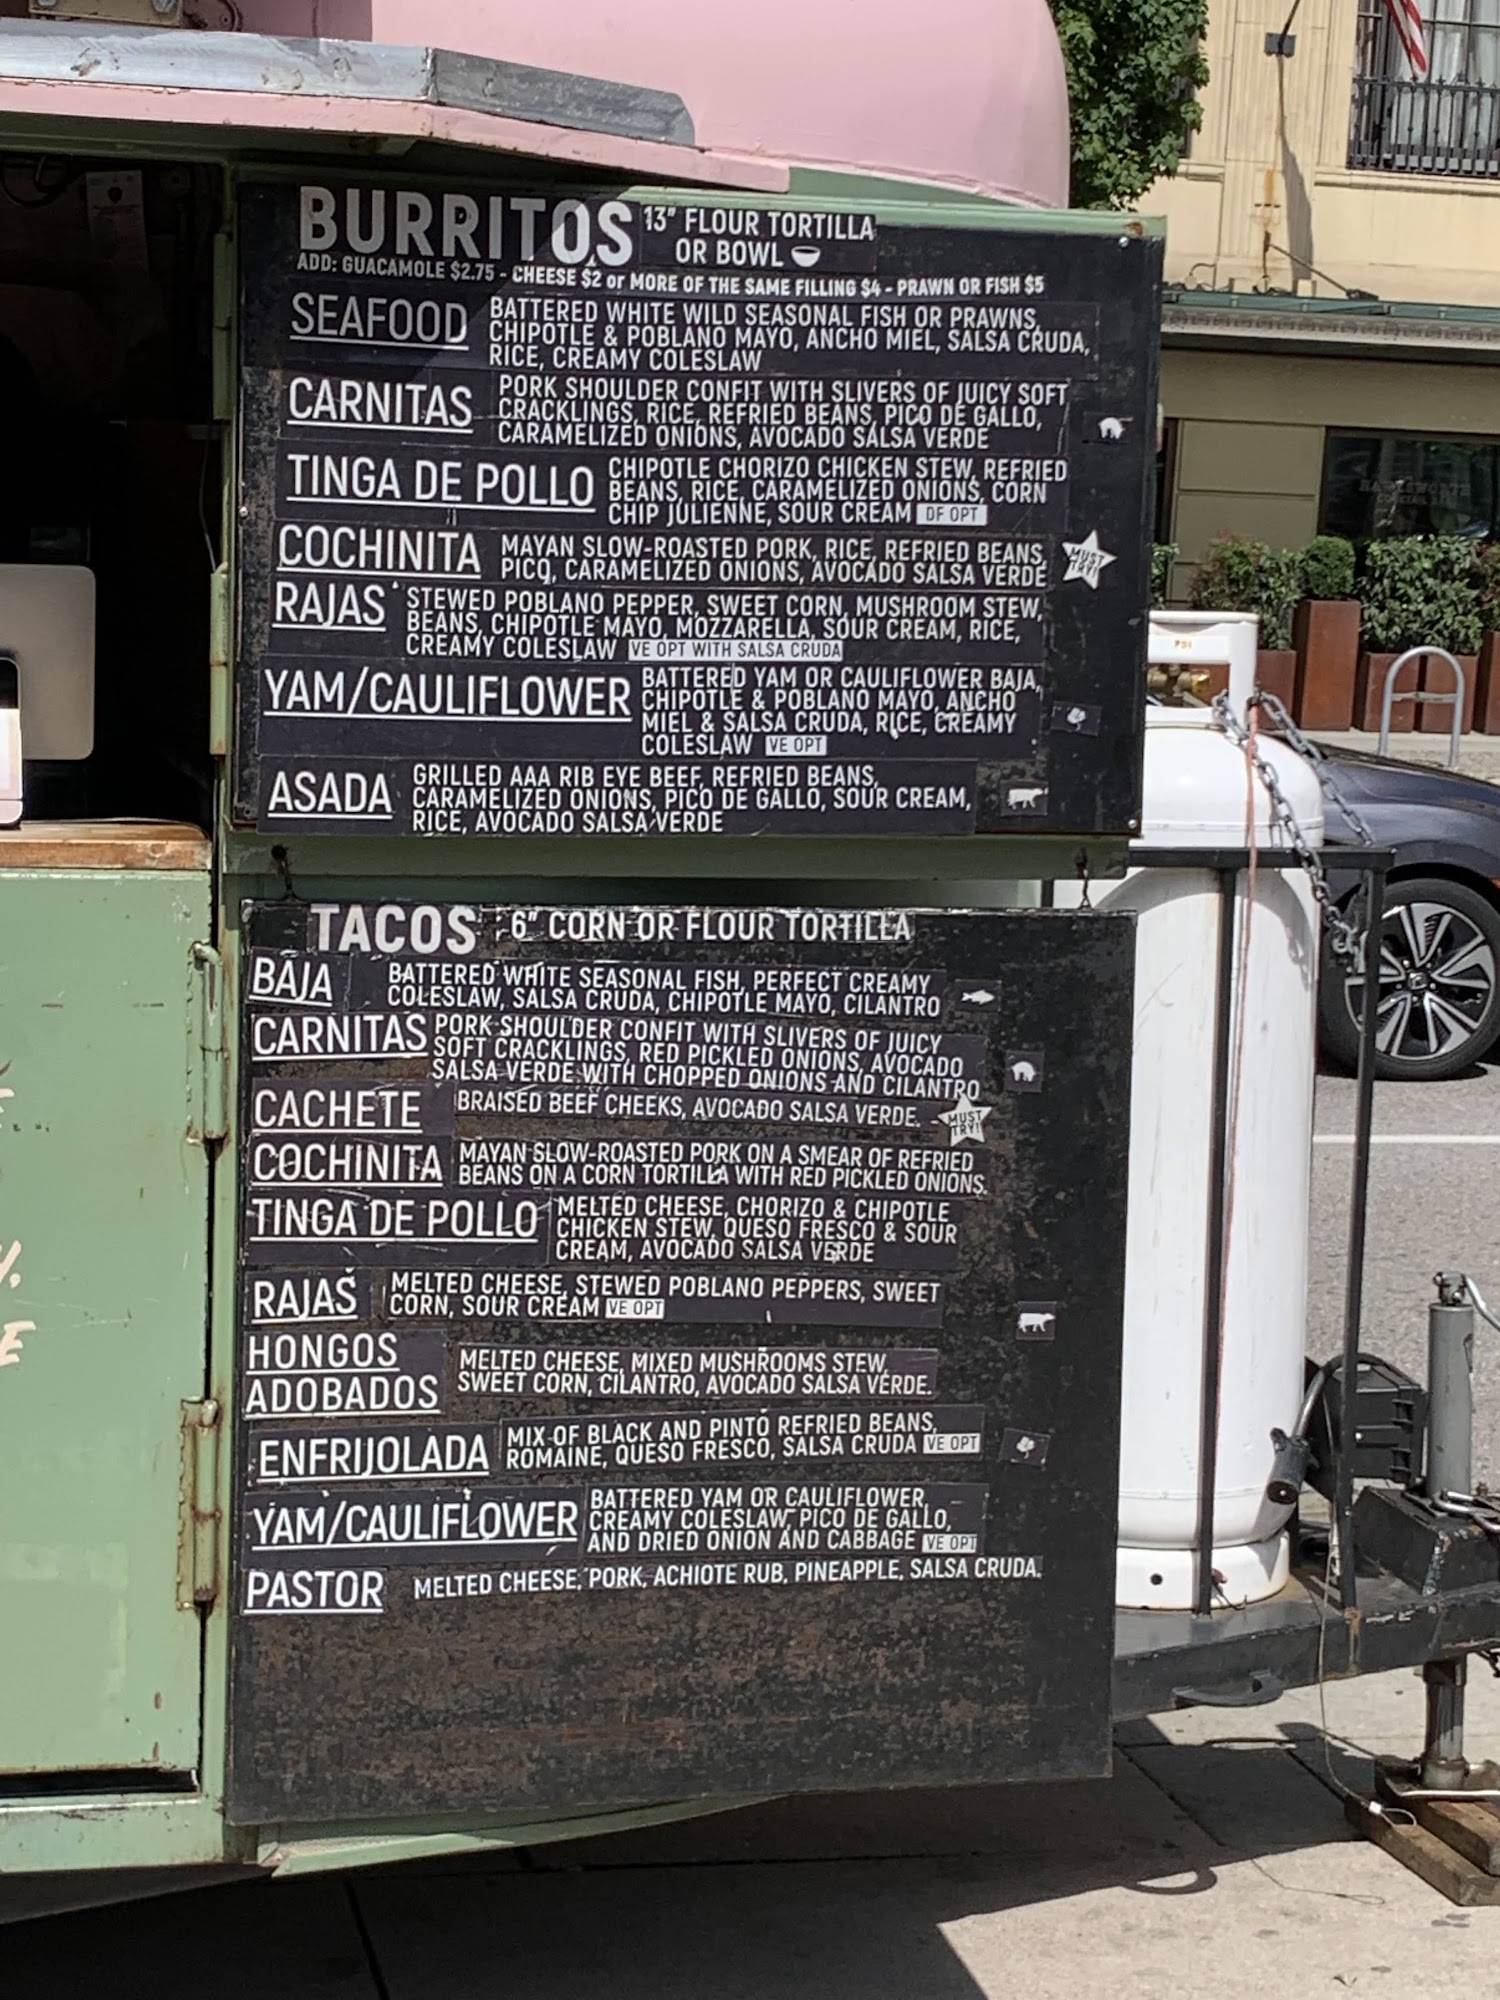 BURRITOS 13" FLOUR TORTILLA
OR BOWL
ADD: GUACAMOLE $2.75 - CHEESE $2 or MORE OF THE SAME FILLING $4 - PRAWN OR FISH $5
SEAFOOD BATTERED WHITE WILD SEASONAL FISH OR PRAWNS,
CHIPOTLE & POBLANO MAYO, ANCHO MIEL, SALSA CRUDA,
RICE, CREAMY COLESLAW
CARNITAS PORK SHOULDER CONFIT WITH SLIVERS OF JUICY SOFT
CRACKLINGS, RICE, REFRIED BEANS, PICO DE GALLO,
CARAMELIZED ONIONS, AVOCADO SALSA VERDE
TINGA DE POLLO CHIPOTLE CHORIZO CHICKEN STEW, REFRIED
BEANS, RICE, CARAMELIZED ONIONS, CORN
CHIP JULIENNE, SOUR CREAM DF OPT
COCHINITA MAYAN SLOW-ROASTED PORK, RICE, REFRIED BEANS,
PICO, CARAMELIZED ONIONS, AVOCADO SALSA VERDE
MUST
TRY!
RAJAS STEWED POBLANO PEPPER, SWEET CORN, MUSHROOM STEW,
BEANS, CHIPOTLE MAYO, MOZZARELLA, SOUR CREAM, RICE,
CREAMY COLESLAW VE OPT WITH SALSA CRUDA
YAM/CAULIFLOWER BATTERED YAM OR CAULIFLOWER BAJA,
CHIPOTLE & POBLANO MAYO, ANCHO
MIEL & SALSA CRUDA, RICE, CREAMY
COLESLAW VE OPT
ASADA GRILLED AAA RIB EYE BEEF, REFRIED BEANS,
CARAMELIZED ONIONS, PICO DE GALLO, SOUR CREAM,
RICE, AVOCADO SALSA VERDE
TACOS 6" CORN OR FLOUR TORTILLA
BAJA BATTERED WHITE SEASONAL FISH, PERFECT CREAMY
COLESLAW, SALSA CRUDA, CHIPOTLE MAYO, CILANTRO
CARNITAS PORK SHOULDER CONFIT WITH SLIVERS OF JUICY
SOFT CRACKLINGS, RED PICKLED ONIONS, AVOCADO
SALSA VERDE WITH CHOPPED ONIONS AND CILANTRO
CACHETE BRAISED BEEF CHEEKS, AVOCADO SALSA VERDE.
MUST
TRY!
COCHINITA MAYAN SLOW-ROASTED PORK ON A SMEAR OF REFRIED
BEANS ON A CORN TORTILLA WITH RED PICKLED ONIONS.
TINGA DE POLLO MELTED CHEESE, CHORIZO & CHIPOTLE
CHICKEN STEW, QUESO FRESCO & SOUR
CREAM, AVOCADO SALSA VERDE
RAJAS MELTED CHEESE, STEWED POBLANO PEPPERS, SWEET
CORN, SOUR CREAM VE OPT
HONGOS
ADOBADOS
MELTED CHEESE, MIXED MUSHROOMS STEW,
SWEET CORN, CILANTRO, AVOCADO SALSA VERDE.
ENFRIJOLADA MIX OF BLACK AND PINTO REFRIED BEANS,
ROMAINE, QUESO FRESCO, SALSA CRUDA VE OPT
YAM/CAULIFLOWER BATTERED YAM OR CAULIFLOWER,
CREAMY COLESLAW, PICO DE GALLO,
AND DRIED ONION AND CABBAGE VE OPT
PASTOR MELTED CHEESE, PORK, ACHIOTE RUB, PINEAPPLE, SALSA CRUDA.